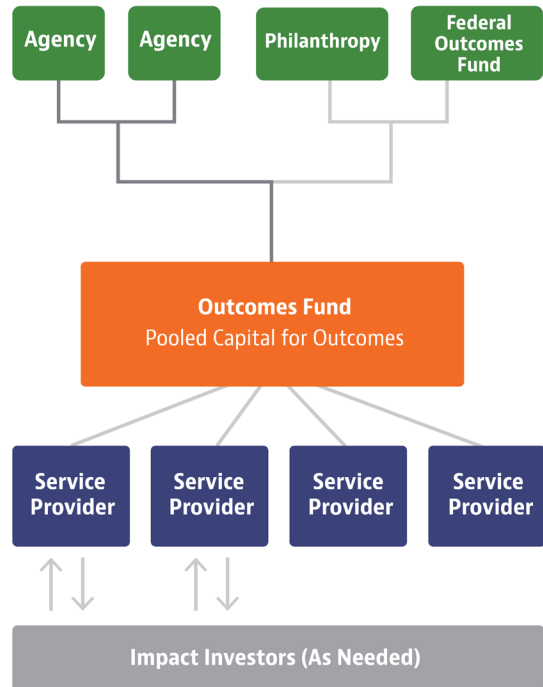 Agency
Agency
Philanthropy
Federal
Outcomes
Fund
Outcomes Fund
Pooled Capital for Outcomes
Service
Provider
Service
Provider
Service
Provider
Service
Provider
Impact Investors (As Needed)